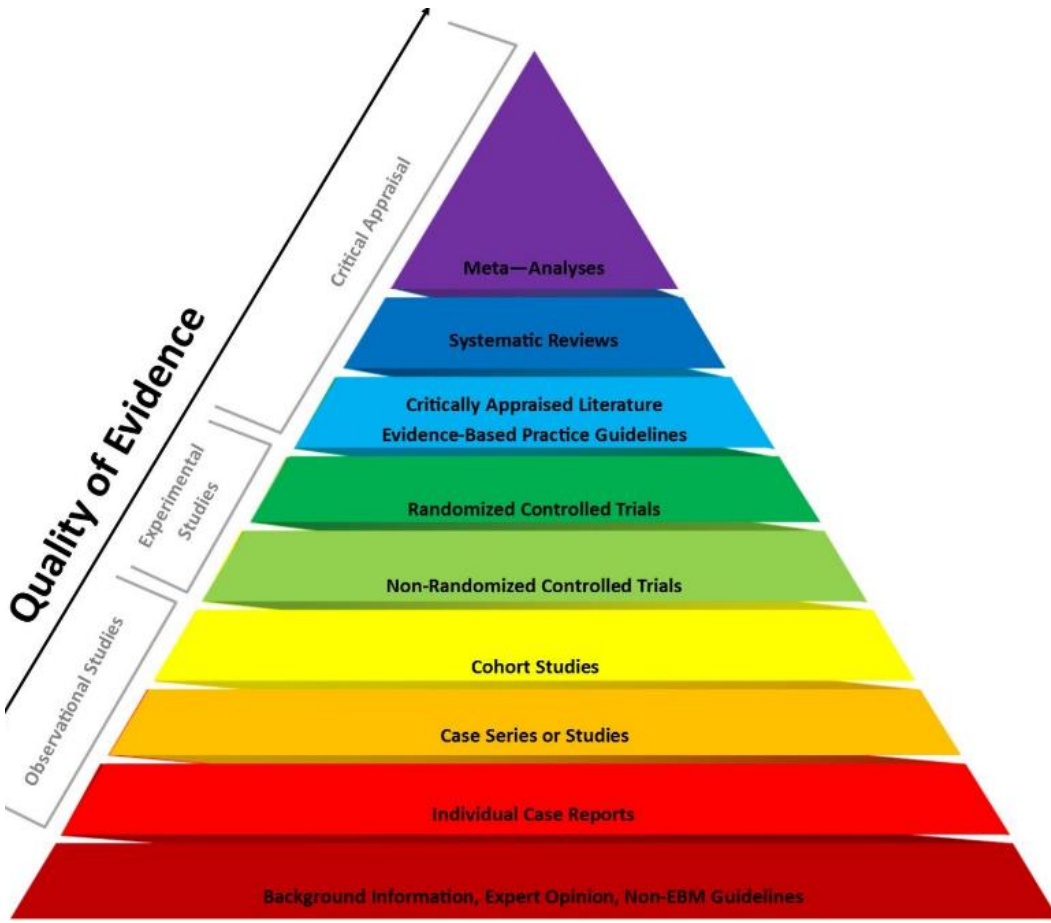 Quality of Evidence
Critical Appraisal
Experimental
Studies
Observational Studies
Meta—Analyses
Systematic Reviews
Critically Appraised Literature
Evidence-Based Practice Guidelines
Randomized Controlled Trials
Non-Randomized Controlled Trials
Cohort Studies
Case Series or Studies
Individual Case Reports
Background Information, Expert Opinion, Non-EBM Guidelines